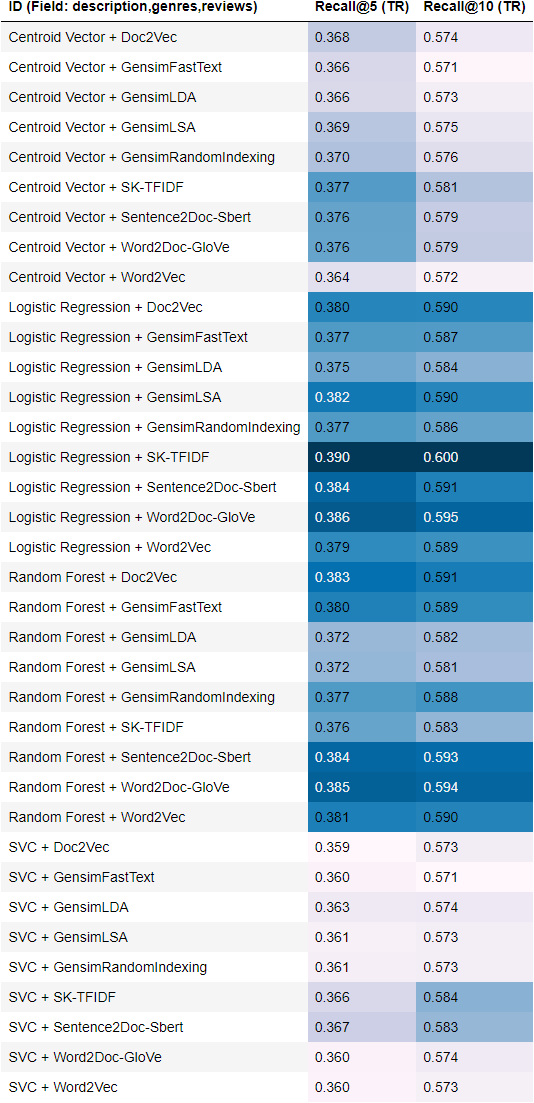 ID (Field: description,genres,reviews) Recall@5 (TR) Recall@10 (TR)
Centroid Vector + Doc2Vec 0.368 0.574
Centroid Vector + GensimFastText 0.366 0.571
Centroid Vector + GensimLDA 0.366 0.573
Centroid Vector + GensimLSA 0.369 0.575
Centroid Vector + GensimRandomIndexing 0.370 0.576
Centroid Vector + SK-TFIDF 0.377 0.581
Centroid Vector + Sentence2Doc-Sbert 0.376 0.579
Centroid Vector + Word2Doc-GloVe 0.376 0.579
Centroid Vector + Word2Vec 0.364 0.572
Logistic Regression + Doc2Vec 0.380 0.590
Logistic Regression + GensimFastText 0.377 0.587
Logistic Regression + GensimLDA 0.375 0.584
Logistic Regression + GensimLSA 0.382 0.590
Logistic Regression + GensimRandomIndexing 0.377 0.586
Logistic Regression + SK-TFIDF 0.390 0.600
Logistic Regression + Sentence2Doc-Sbert 0.384 0.591
Logistic Regression + Word2Doc-GloVe 0.386 0.595
Logistic Regression + Word2Vec 0.379 0.589
Random Forest + Doc2Vec 0.383 0.591
Random Forest + GensimFastText 0.380 0.589
Random Forest + GensimLDA 0.372 0.582
Random Forest + GensimLSA 0.372 0.581
Random Forest + GensimRandomIndexing 0.377 0.588
Random Forest + SK-TFIDF 0.376 0.583
Random Forest + Sentence2Doc-Sbert 0.384 0.593
Random Forest + Word2Doc-GloVe 0.385 0.594
Random Forest + Word2Vec 0.381 0.590
SVC + Doc2Vec 0.359 0.573
SVC + GensimFastText 0.360 0.571
SVC + GensimLDA 0.363 0.574
SVC + GensimLSA 0.361 0.573
SVC + GensimRandomIndexing 0.361 0.573
SVC + SK-TFIDF 0.366 0.584
SVC + Sentence2Doc-Sbert 0.367 0.583
SVC + Word2Doc-GloVe 0.360 0.574
SVC + Word2Vec 0.360 0.573